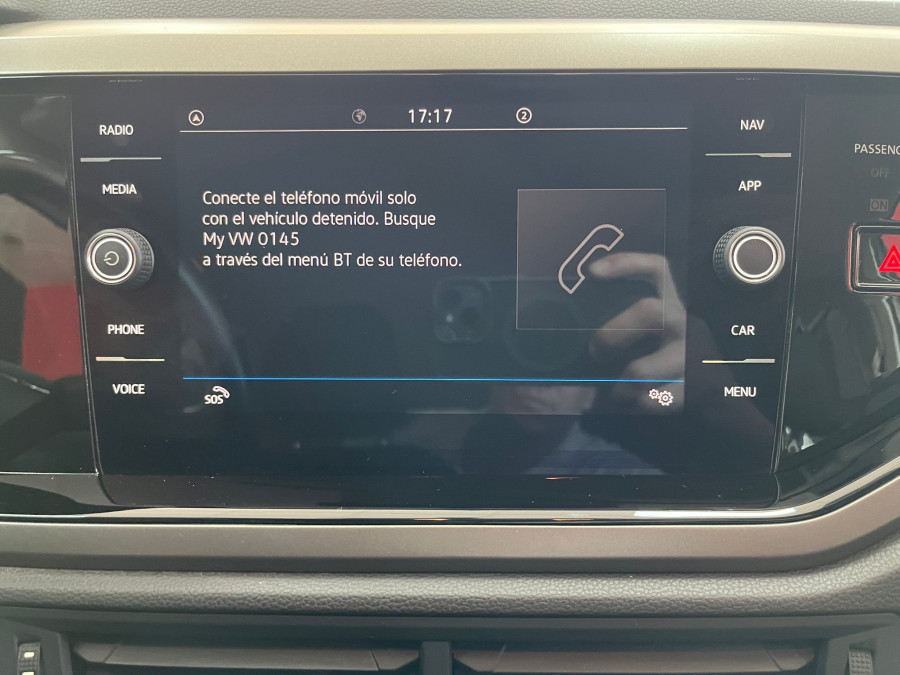 17:17
2
RADIO
MEDIA
PHONE
VOICE
Conecte el teléfono móvil solo
con el vehículo detenido. Busque
My VW 0145
a través del menú BT de su teléfono.
SOS
NAV
APP
CAR
MENU
OFF
ON